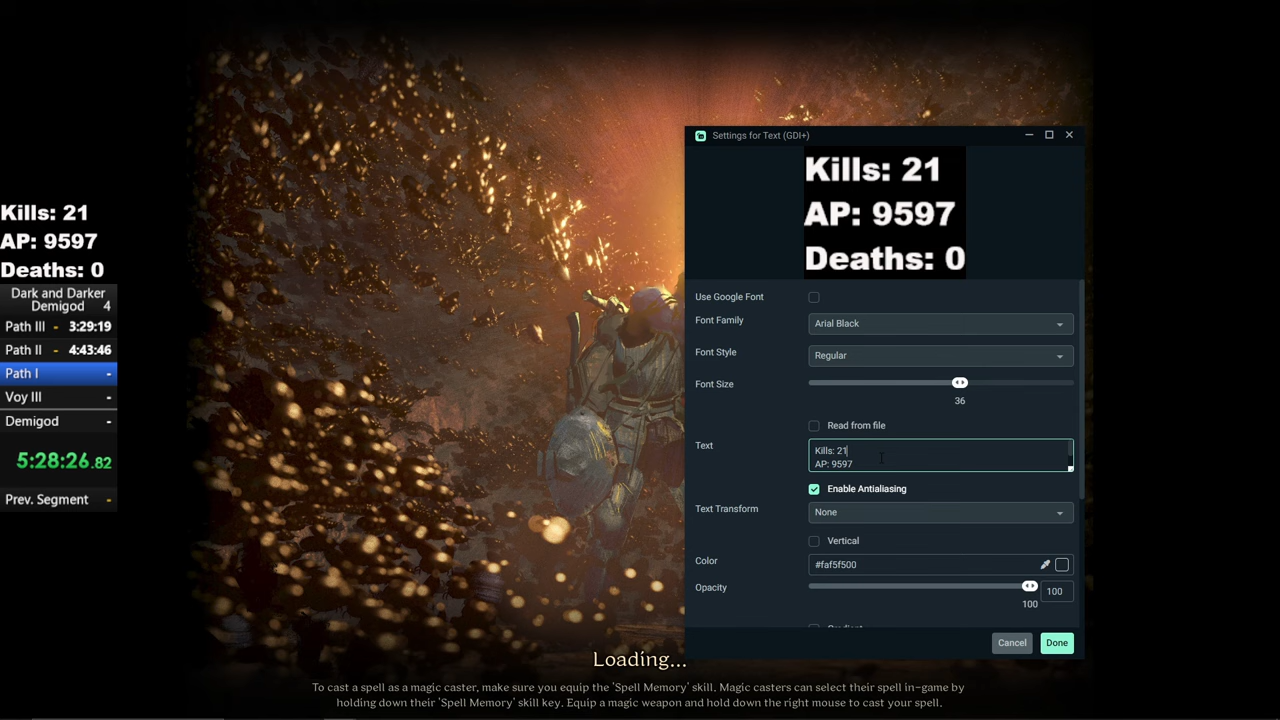 Kills: 21
AP: 9597
Deaths: 0
Dark and Darker
Demigod 4
Path III - 3:29:19
Path II - 4:43:46
Path I -
Voy III -
Demigod -
5:28:26.82
Prev. Segment -
Settings for Text (GDI+)
Kills: 21
AP: 9597
Deaths: 0
Use Google Font
Font Family Arial Black
Font Style Regular
Font Size
36
Read from file
Text Kills: 21
AP: 9597
Enable Antialiasing
Text Transform None
Vertical
Color #faf5f500
Opacity 100
100
Cancel Done
Loading...
To cast a spell as a magic caster, make sure you equip the 'Spell Memory' skill. Magic casters can select their spell in-game by
holding down their 'Spell Memory' skill key. Equip a magic weapon and hold down the right mouse to cast your spell.